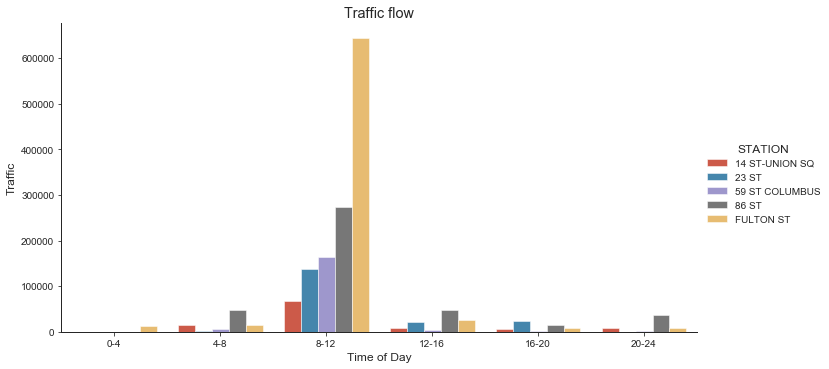 Traffic flow
600000
500000
400000
300000
200000
100000
0
Traffic
0-4
4-8
8-12
12-16
16-20
20-24
Time of Day
STATION
14 ST-UNION SQ
23 ST
59 ST COLUMBUS
86 ST
FULTON ST